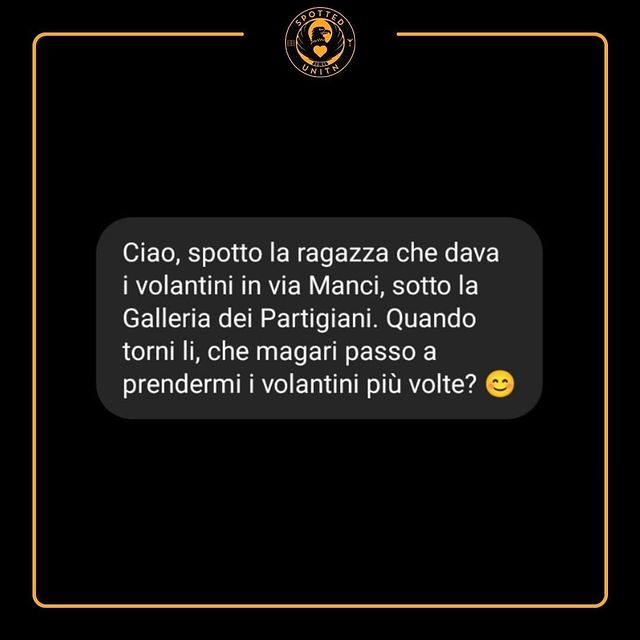 SPOTTED
UNITN
Ciao, spotto la ragazza che dava
i volantini in via Manci, sotto la
Galleria dei Partigiani. Quando
torni li, che magari passo a
prendermi i volantini più volte? 😊